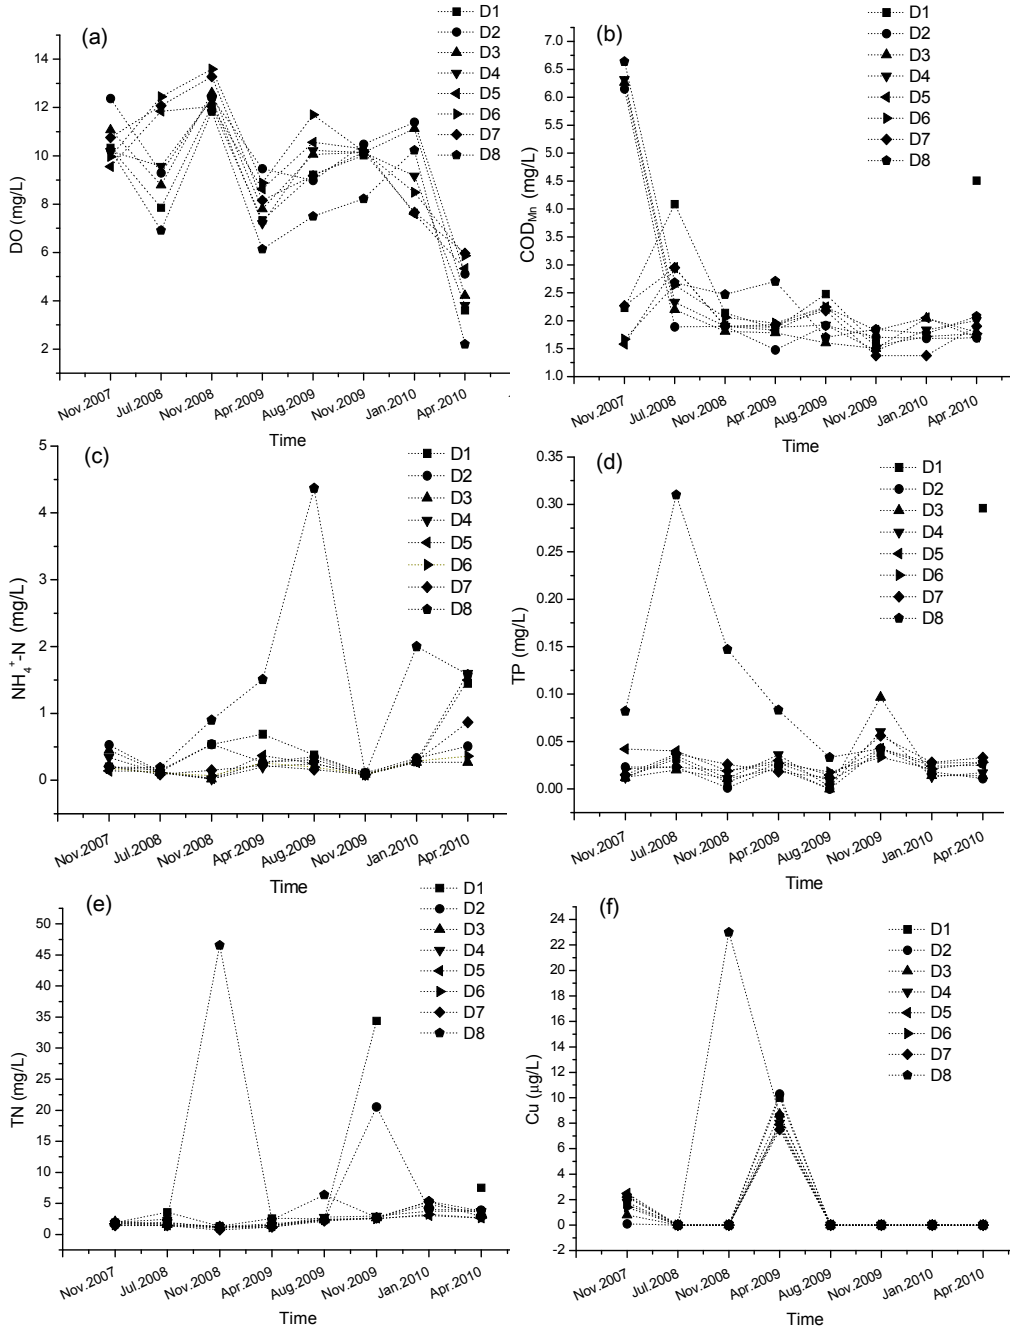 (a)
D1
D2
D3
D4
D5
D6
D7
D8
14
12
10
8
6
4
2
DO (mg/L)
Nov.2007
Jul.2008
Nov.2008
Apr.2009
Aug.2009
Nov.2009
Jan.2010
Apr.2010
Time
(b)
D1
D2
D3
D4
D5
D6
D7
D8
7.0
6.5
6.0
5.5
5.0
4.5
4.0
3.5
3.0
2.5
2.0
1.5
1.0
COD_Mn (mg/L)
Nov.2007
Jul.2008
Nov.2008
Apr.2009
Aug.2009
Nov.2009
Jan.2010
Apr.2010
Time
(c)
D1
D2
D3
D4
D5
D6
D7
D8
5
4
3
2
1
0
NH₄⁺-N (mg/L)
Nov.2007
Jul.2008
Nov.2008
Apr.2009
Aug.2009
Nov.2009
Jan.2010
Apr.2010
Time
(d)
D1
D2
D3
D4
D5
D6
D7
D8
0.35
0.30
0.25
0.20
0.15
0.10
0.05
0.00
TP (mg/L)
Nov.2007
Jul.2008
Nov.2008
Apr.2009
Aug.2009
Nov.2009
Jan.2010
Apr.2010
Time
(e)
D1
D2
D3
D4
D5
D6
D7
D8
50
45
40
35
30
25
20
15
10
5
0
TN (mg/L)
Nov.2007
Jul.2008
Nov.2008
Apr.2009
Aug.2009
Nov.2009
Jan.2010
Apr.2010
Time
(f)
D1
D2
D3
D4
D5
D6
D7
D8
24
22
20
18
16
14
12
10
8
6
4
2
0
-2
Cu (μg/L)
Nov.2007
Jul.2008
Nov.2008
Apr.2009
Aug.2009
Nov.2009
Jan.2010
Apr.2010
Time